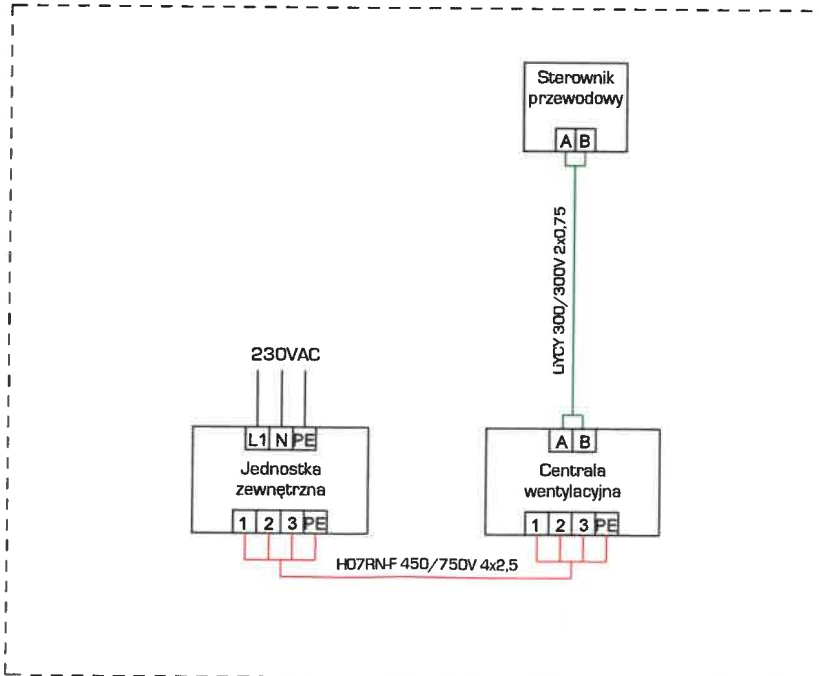 Sterownik
przewodowy
A B
LiYCY 300/300V 2x0,75
230VAC
L1 N PE
Jednostka
zewnętrzna
1 2 3 PE
A B
Centrala
wentylacyjna
1 2 3 PE
H07RN-F 450/750V 4x2,5